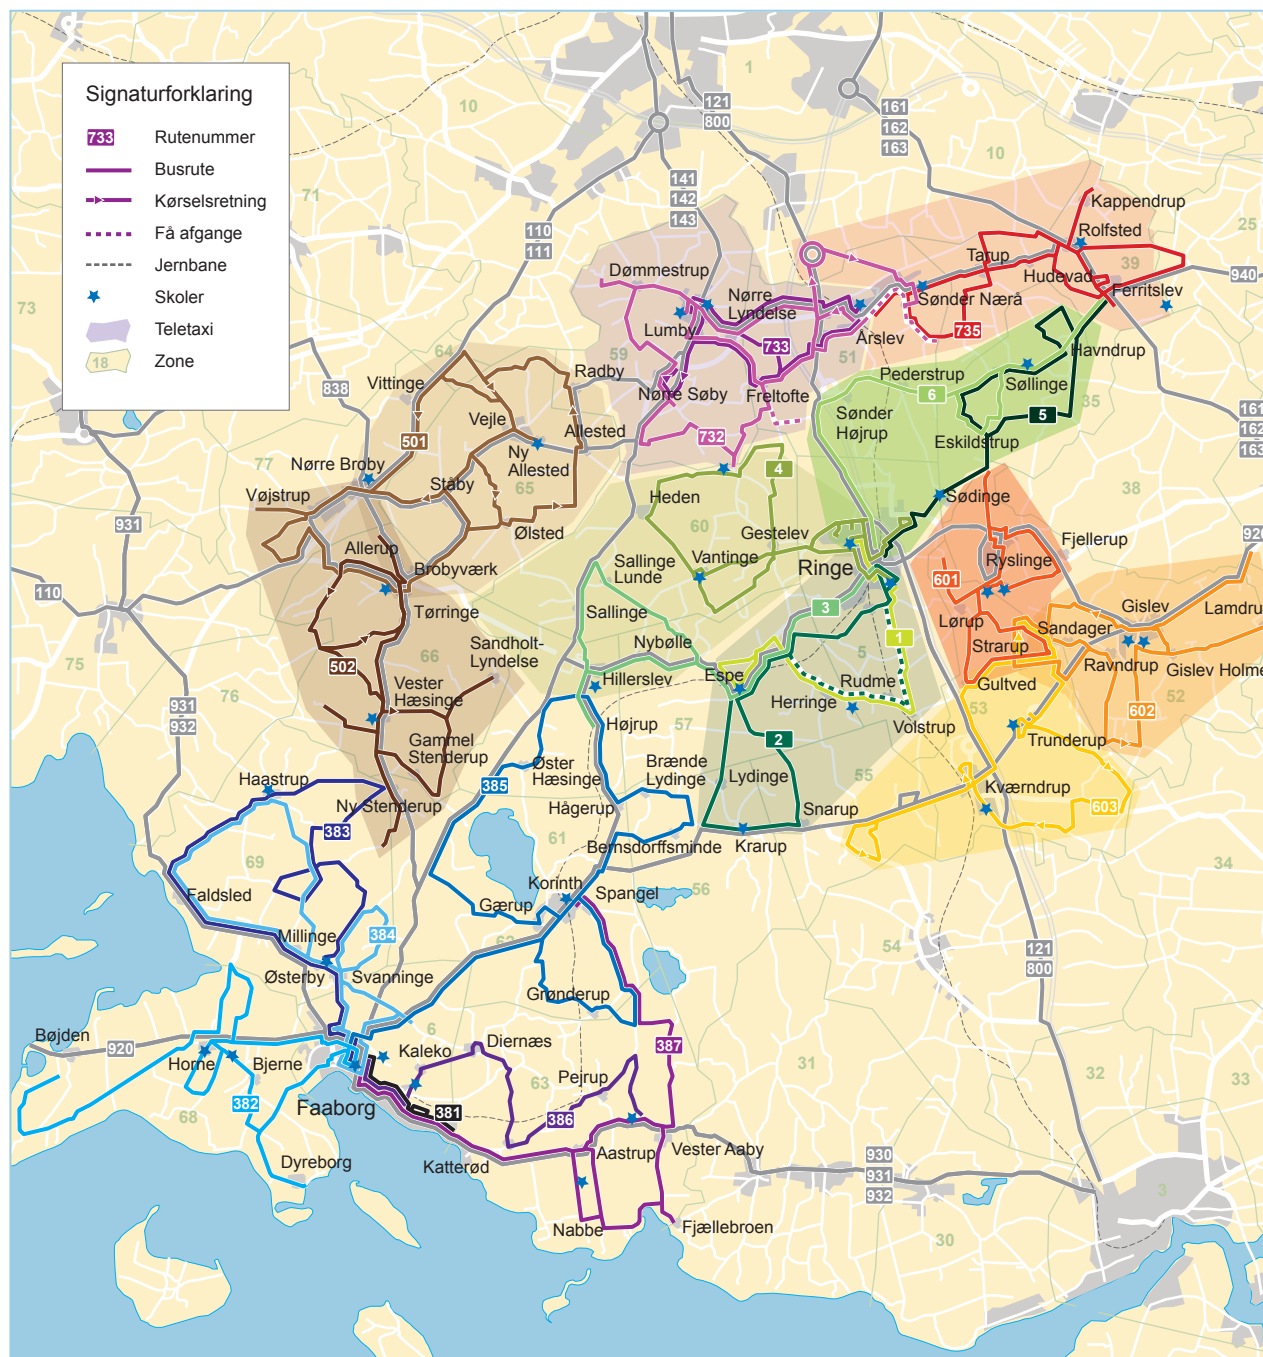 Signaturforklaring
733 Rutenummer
Busrute
Kørselsretning
Få afgange
Jernbane
Skoler
Teletaxi
18 Zone
1
10
121
800
161
162
163
10
71
141
142
143
110
111
Kappendrup
Rolfsted
25
39
Tarup
Hudevad
940
Ferritslev
Dømmestrup
Nørre
Lyndelse
Sønder Nærå
735
Lumby
73
733
51
Årslev
59
64
Radby
Havndrup
838
Vittinge
Pederstrup
Søllinge
Nørre Søby
Freltofte
6
35
5
Sønder
Højrup
161
162
163
Vejle
501
Allested
732
Eskildstrup
Ny
Allested
Nørre Broby
77
4
Ståby
65
Sødinge
38
Vøjstrup
Heden
60
931
Ølsted
Gestelev
Fjellerup
920
Allerup
Sallinge
Lunde
Vantinge
Ringe
Ryslinge
Brobyværk
601
110
Tørringe
Sallinge
3
Lørup
Gislev
Lamdru
Sandager
1
Strarup
Nybølle
Sandholt-
Lyndelse
66
5
75
502
Ravndrup
Gislev Holme
Hillerslev
Espe
Rudme
Gultved
76
Vester
Hæsinge
Herringe
53
52
602
931
932
Højrup
57
Volstrup
2
Trunderup
Gammel
Stenderup
Øster
Hæsinge
Brænde
Lydinge
Lydinge
55
Haastrup
385
Kværndrup
Ny Stenderup
Hågerup
Snarup
603
383
61
Bernsdorffsminde
Krarup
69
34
Korinth
Spangel
56
Faldsled
Gærup
384
Millinge
62
54
121
800
Østerby
Svanninge
Grønderup
6
Bøjden
920
Diernæs
387
Kaleko
Horne
Bjerne
31
32
33
63
Pejrup
382
Faaborg
381
68
386
Aastrup
Vester Aaby
Katterød
930
931
932
Dyreborg
3
Nabbe
Fjællebroen
30